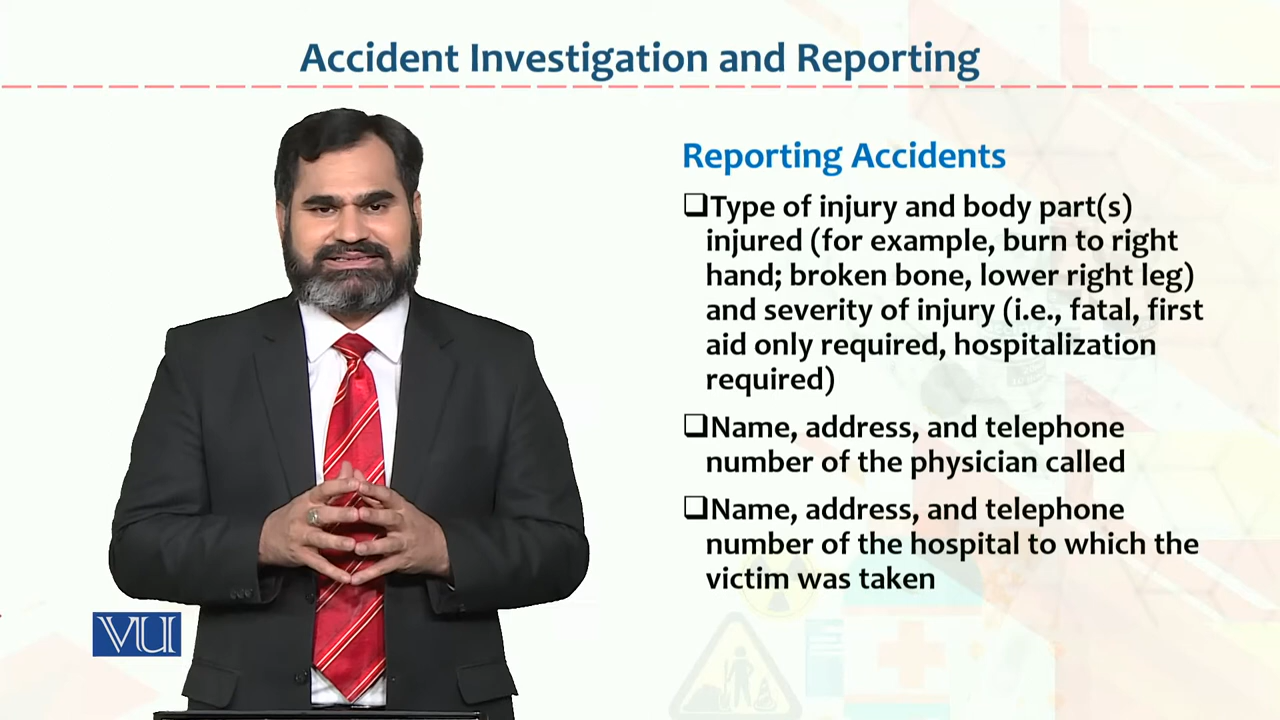 Accident Investigation and Reporting
Reporting Accidents
❑Type of injury and body part(s)
injured (for example, burn to right
hand; broken bone, lower right leg)
and severity of injury (i.e., fatal, first
aid only required, hospitalization
required)
❑Name, address, and telephone
number of the physician called
❑Name, address, and telephone
number of the hospital to which the
victim was taken
VU